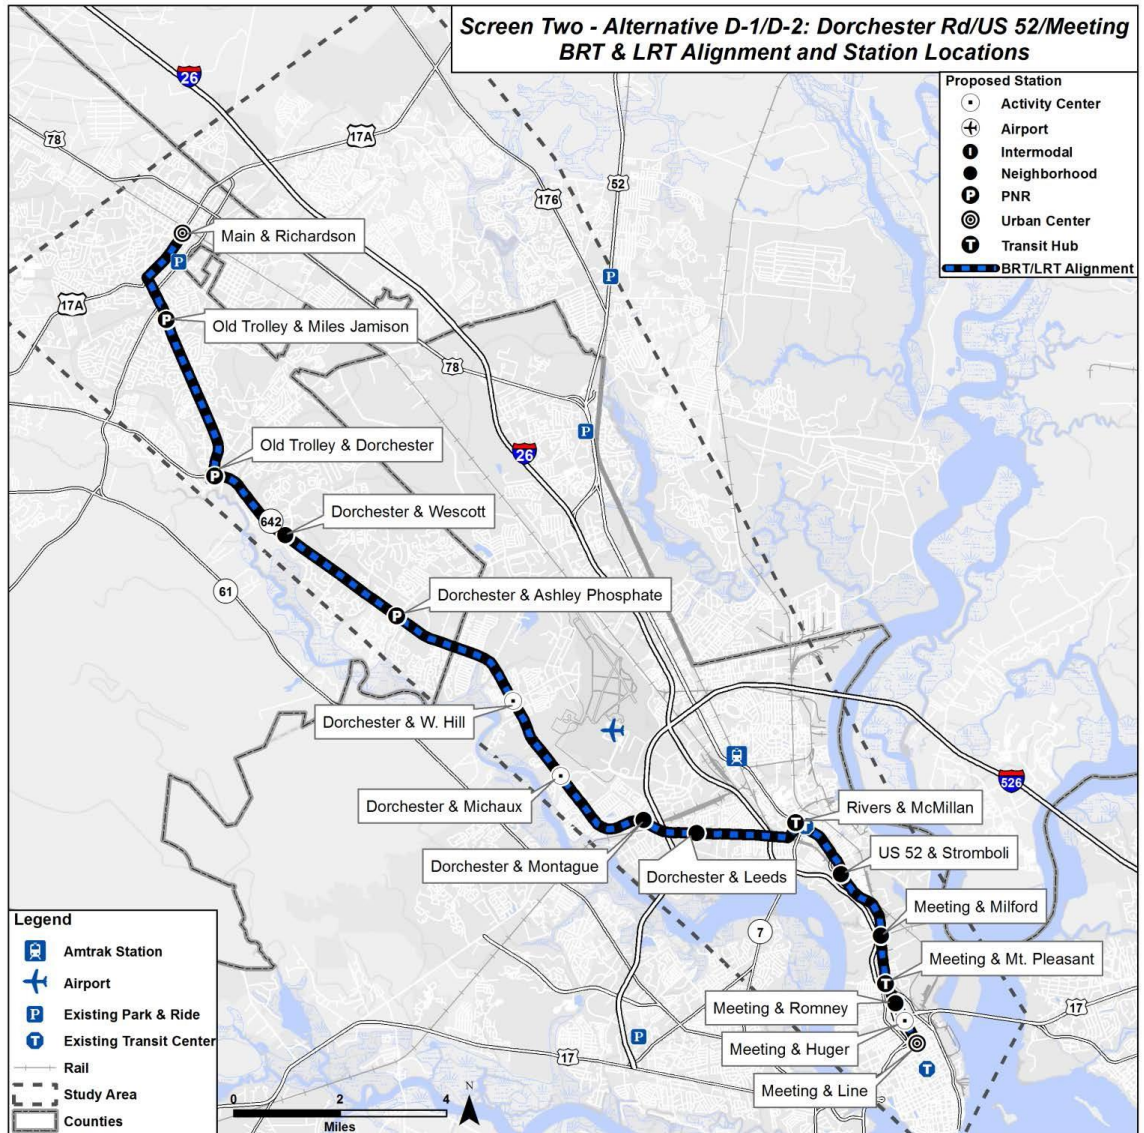 Screen Two - Alternative D-1/D-2: Dorchester Rd/US 52/Meeting
BRT & LRT Alignment and Station Locations
Proposed Station
Activity Center
Airport
I Intermodal
Neighborhood
P PNR
Urban Center
T Transit Hub
BRT/LRT Alignment
26
78
17A
176
52
Main & Richardson
P
P
17A
P
Old Trolley & Miles Jamison
78
P
Old Trolley & Dorchester
26
P
Dorchester & Wescott
642
61
Dorchester & Ashley Phosphate
P
Dorchester & W. Hill
526
Dorchester & Michaux
Rivers & McMillan
T
T
Dorchester & Montague
Dorchester & Leeds
US 52 & Stromboli
Meeting & Milford
7
Meeting & Mt. Pleasant
T
Meeting & Romney
17
P
Meeting & Huger
17
T
Meeting & Line
Legend
Amtrak Station
Airport
P Existing Park & Ride
T Existing Transit Center
Rail
Study Area
Counties
0 2 4
Miles
N